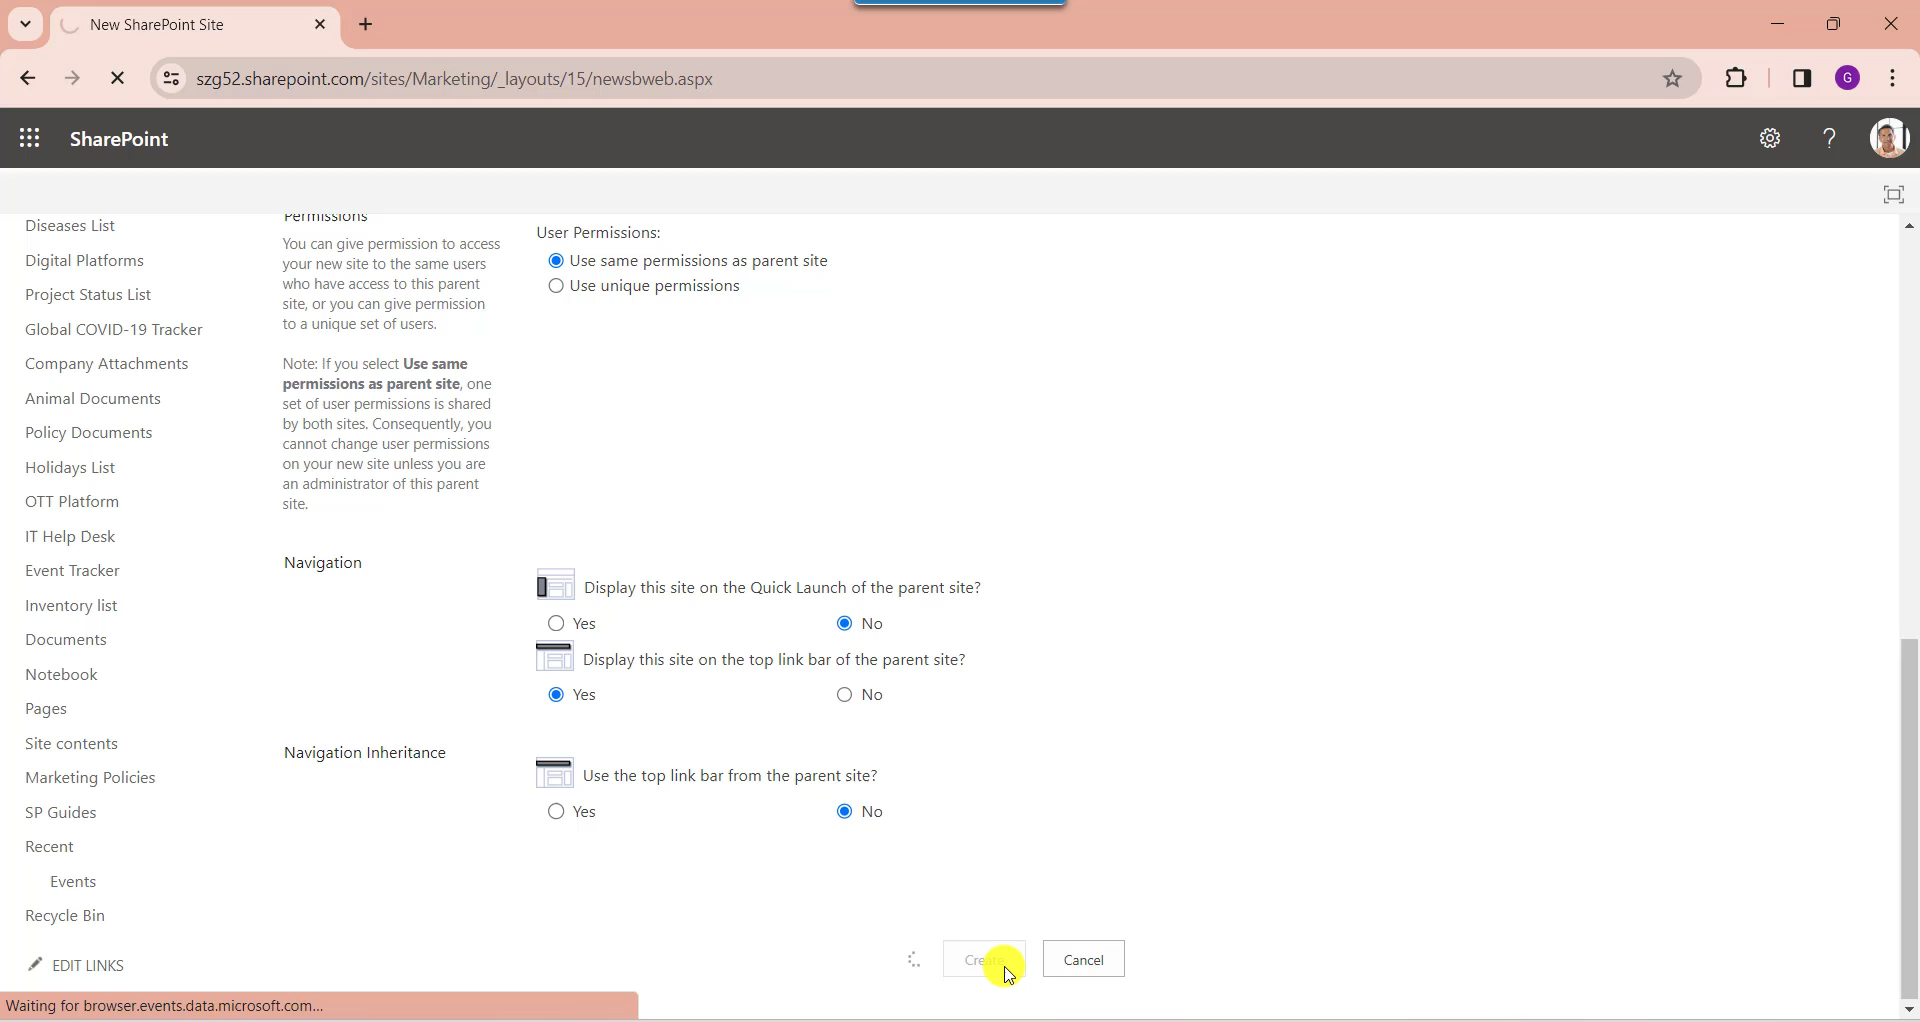 New SharePoint Site
szg52.sharepoint.com/sites/Marketing/_layouts/15/newsbweb.aspx
G
SharePoint
?
Diseases List
Digital Platforms
Project Status List
Global COVID-19 Tracker
Company Attachments
Animal Documents
Policy Documents
Holidays List
OTT Platform
IT Help Desk
Event Tracker
Inventory list
Documents
Notebook
Pages
Site contents
Marketing Policies
SP Guides
Recent
Events
Recycle Bin
EDIT LINKS
Permissions
You can give permission to access
your new site to the same users
who have access to this parent
site, or you can give permission
to a unique set of users.
Note: If you select Use same
permissions as parent site, one
set of user permissions is shared
by both sites. Consequently, you
cannot change user permissions
on your new site unless you are
an administrator of this parent
site.
User Permissions:
Use same permissions as parent site
Use unique permissions
Navigation
Display this site on the Quick Launch of the parent site?
Yes No
Display this site on the top link bar of the parent site?
Yes No
Navigation Inheritance
Use the top link bar from the parent site?
Yes No
Create Cancel
Waiting for browser.events.data.microsoft.com...